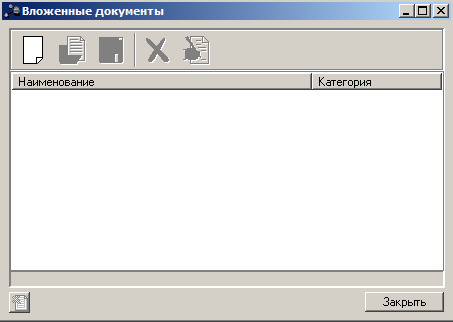 Вложенные документы
Наименование Категория
Закрыть